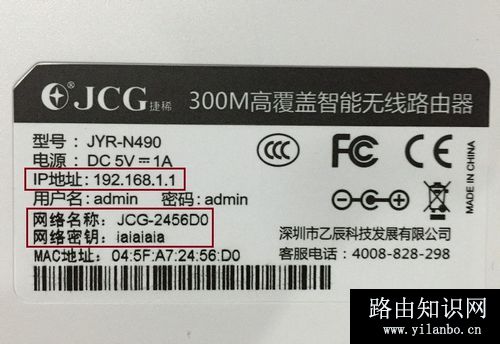 JCG捷稀 300M高覆盖智能无线路由器
型号: JYR-N490
电源: DC 5V⎓1A
IP地址: 192.168.1.1
用户名: admin 密码: admin
网络名称: JCG-2456D0
网络密钥: iaiaiaia
MAC地址: 04:5F:A7:24:56:D0
CCC FC CE
MADE IN CHINA
深圳市乙辰科技发展有限公司
客服电话: 4008-828-298
路由知识网
www.yilanbo.cn